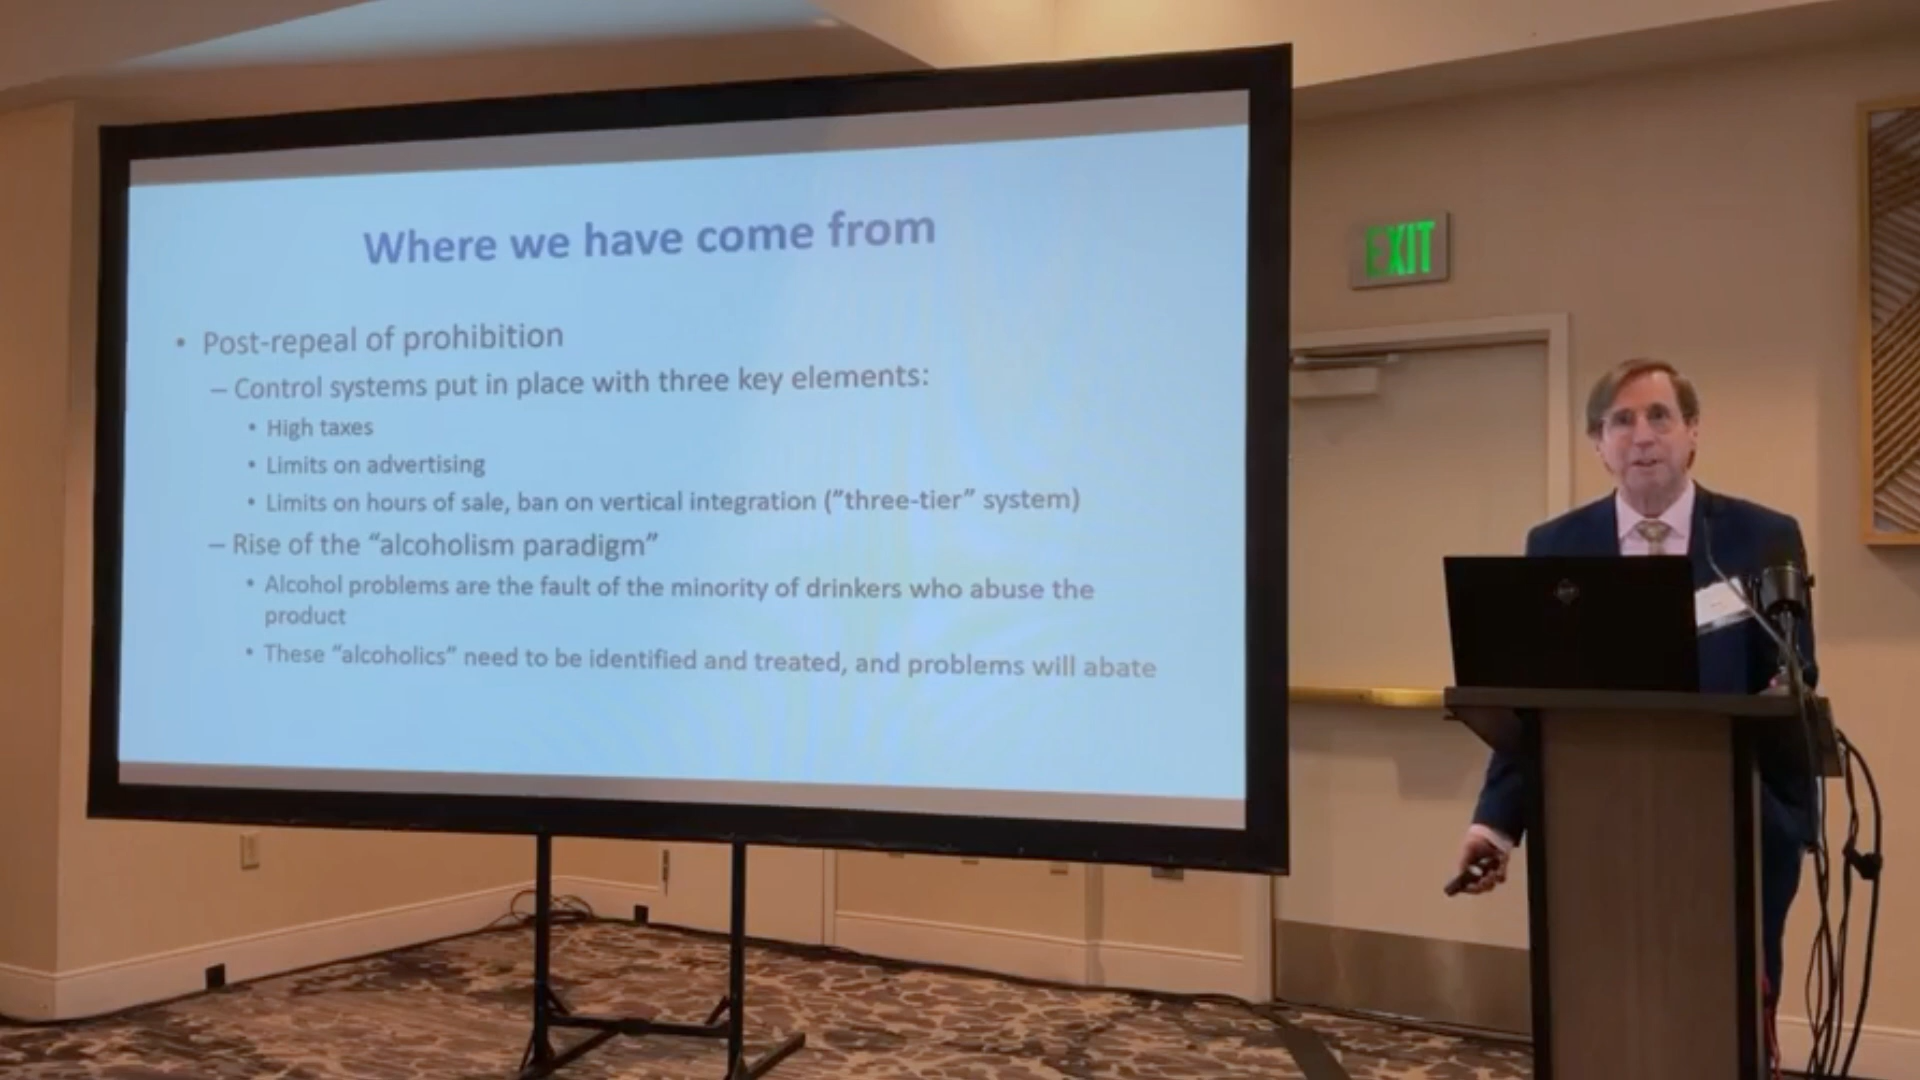 Where we have come from
• Post-repeal of prohibition
– Control systems put in place with three key elements:
• High taxes
• Limits on advertising
• Limits on hours of sale, ban on vertical integration (”three-tier” system)
– Rise of the “alcoholism paradigm”
• Alcohol problems are the fault of the minority of drinkers who abuse the
product
• These “alcoholics” need to be identified and treated, and problems will abate
EXIT